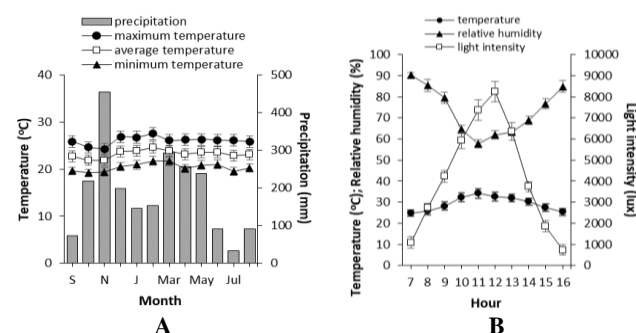 precipitation
maximum temperature
average temperature
minimum temperature
40
30
20
10
0
Temperature (°C)
500
400
300
200
100
0
Precipitation (mm)
S N J Mar May Jul
Month
A
temperature
relative humidity
light intensity
100
90
80
70
60
50
40
30
20
10
0
Temperature (°C); Relative humidity (%)
10000
9000
8000
7000
6000
5000
4000
3000
2000
1000
0
Light intensity (lux)
7 8 9 10 11 12 13 14 15 16
Hour
B